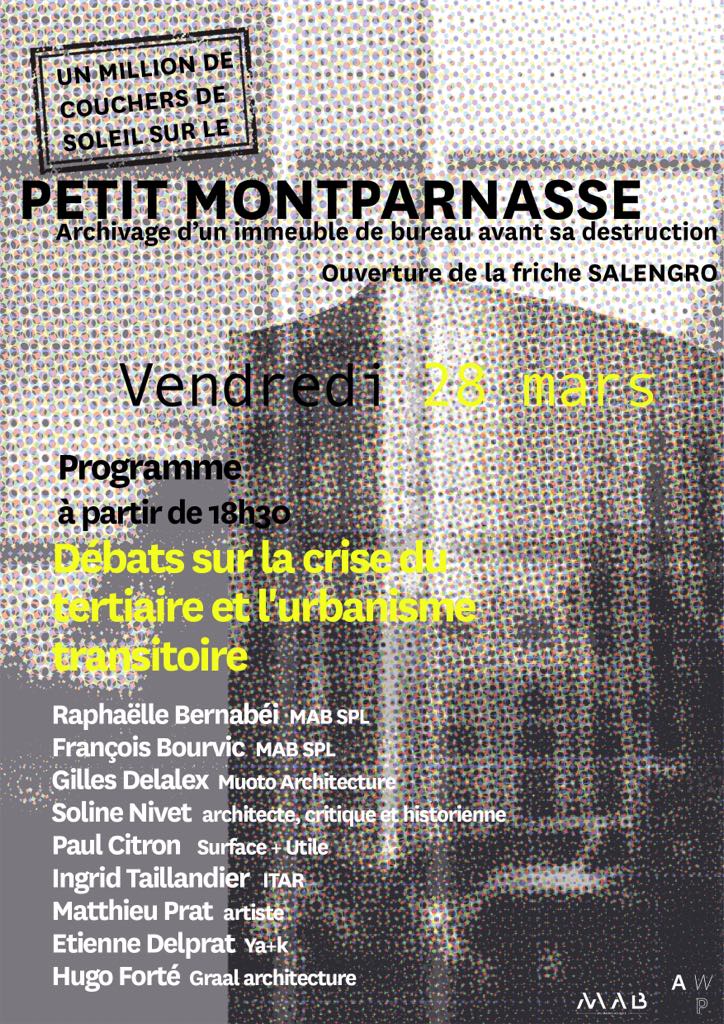 UN MILLION DE
COUCHERS DE
SOLEIL SUR LE
PETIT MONTPARNASSE
Archivage d'un immeuble de bureau avant sa destruction
Ouverture de la friche SALENGRO
Vendredi 28 mars
Programme
à partir de 18h30
Débats sur la crise du
tertiaire et l'urbanisme
transitoire
Raphaëlle Bernabéi MAB SPL
François Bourvic MAB SPL
Gilles Delalex Muoto Architecture
Soline Nivet architecte, critique et historienne
Paul Citron Surface + Utile
Ingrid Taillandier ITAR
Matthieu Prat artiste
Etienne Delprat Ya+k
Hugo Forté Graal architecture
MAB
A W
P